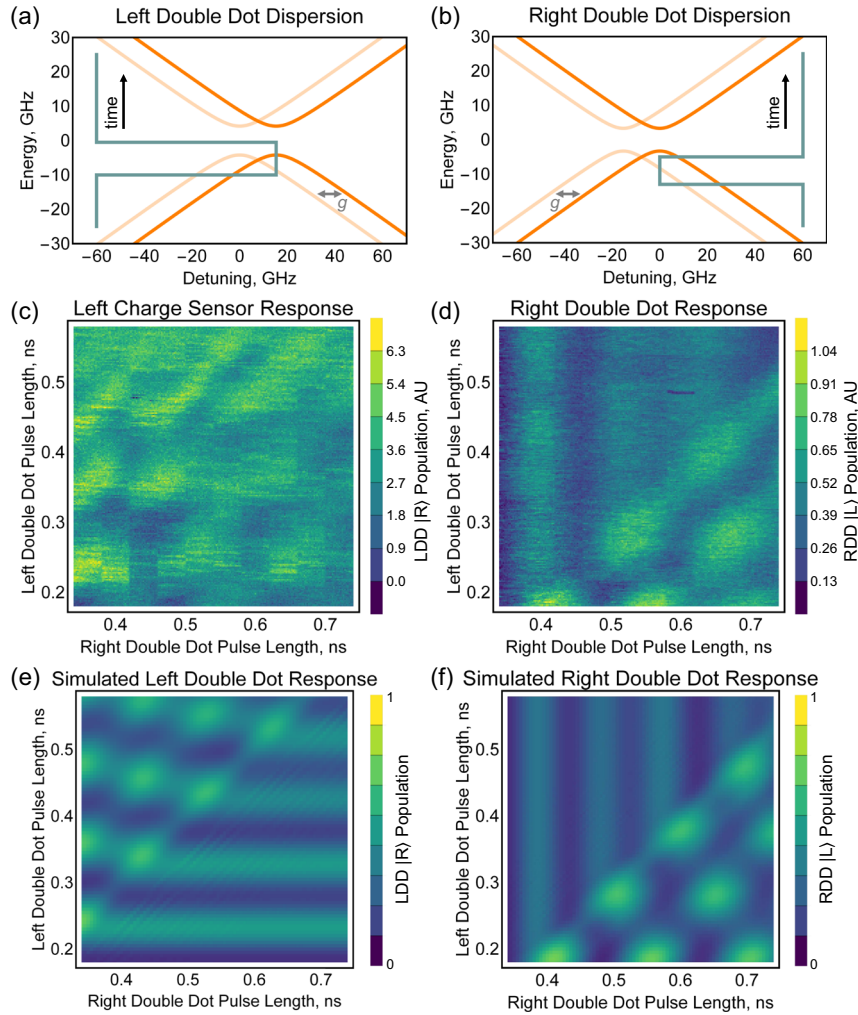 (a) Left Double Dot Dispersion
30
20
10
0
−10
−20
−30
Energy, GHz
time
g
−60 −40 −20 0 20 40 60
Detuning, GHz
(b) Right Double Dot Dispersion
30
20
10
0
−10
−20
−30
Energy, GHz
time
g
−60 −40 −20 0 20 40 60
Detuning, GHz
(c) Left Charge Sensor Response
0.5
0.4
0.3
0.2
Left Double Dot Pulse Length, ns
0.4 0.5 0.6 0.7
Right Double Dot Pulse Length, ns
6.3
5.4
4.5
3.6
2.7
1.8
0.9
0.0
LDD |R⟩ Population, AU
(d) Right Double Dot Response
0.5
0.4
0.3
0.2
Left Double Dot Pulse Length, ns
0.4 0.5 0.6 0.7
Right Double Dot Pulse Length, ns
1.04
0.91
0.78
0.65
0.52
0.39
0.26
0.13
RDD |L⟩ Population, AU
(e) Simulated Left Double Dot Response
0.5
0.4
0.3
0.2
Left Double Dot Pulse Length, ns
0.4 0.5 0.6 0.7
Right Double Dot Pulse Length, ns
1
0
LDD |R⟩ Population
(f) Simulated Right Double Dot Response
0.5
0.4
0.3
0.2
Left Double Dot Pulse Length, ns
0.4 0.5 0.6 0.7
Right Double Dot Pulse Length, ns
1
0
RDD |L⟩ Population